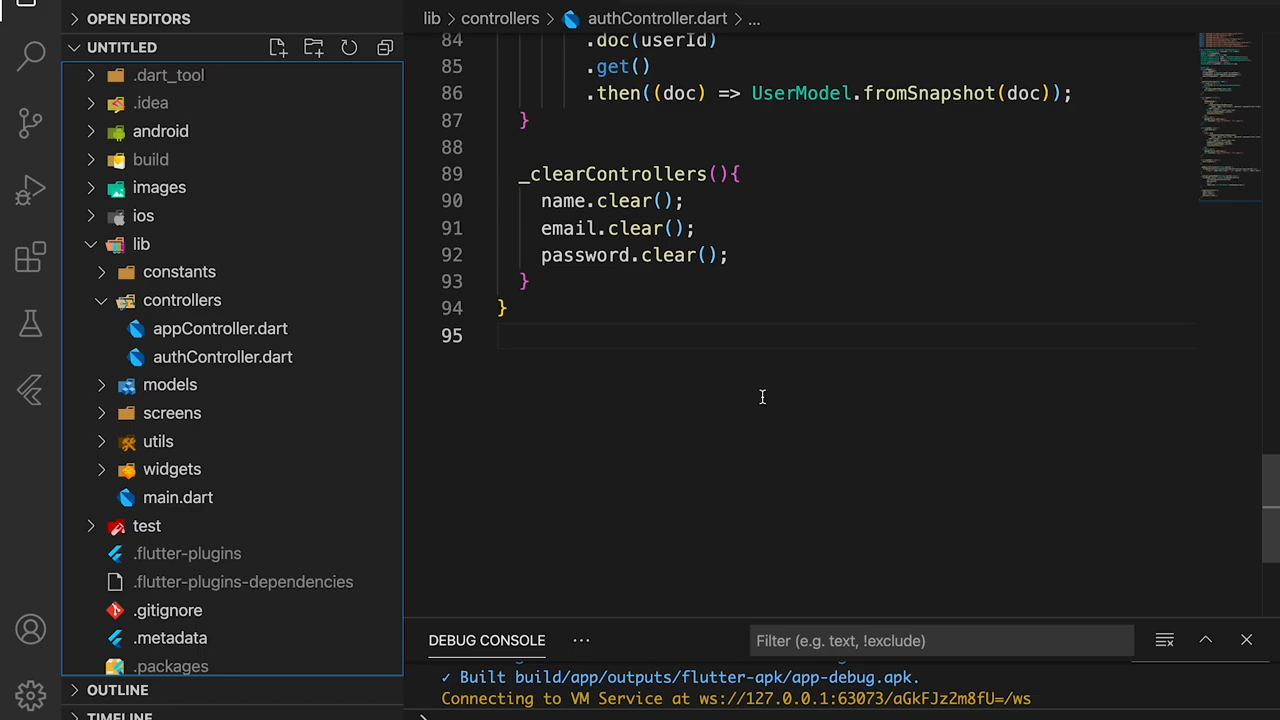 OPEN EDITORS
UNTITLED
.dart_tool
.idea
android
build
images
ios
lib
constants
controllers
appController.dart
authController.dart
models
screens
utils
widgets
main.dart
test
.flutter-plugins
.flutter-plugins-dependencies
.gitignore
.metadata
.packages
OUTLINE
TIMELINE
lib > controllers > authController.dart > ...
84 .doc(userId)
85 .get()
86 .then((doc) => UserModel.fromSnapshot(doc));
87 }
88
89 _clearControllers(){
90 name.clear();
91 email.clear();
92 password.clear();
93 }
94 }
95
DEBUG CONSOLE ...
Filter (e.g. text, !exclude)
✓ Built build/app/outputs/flutter-apk/app-debug.apk.
Connecting to VM Service at ws://127.0.0.1:63073/aGkFJz2m8fU=/ws